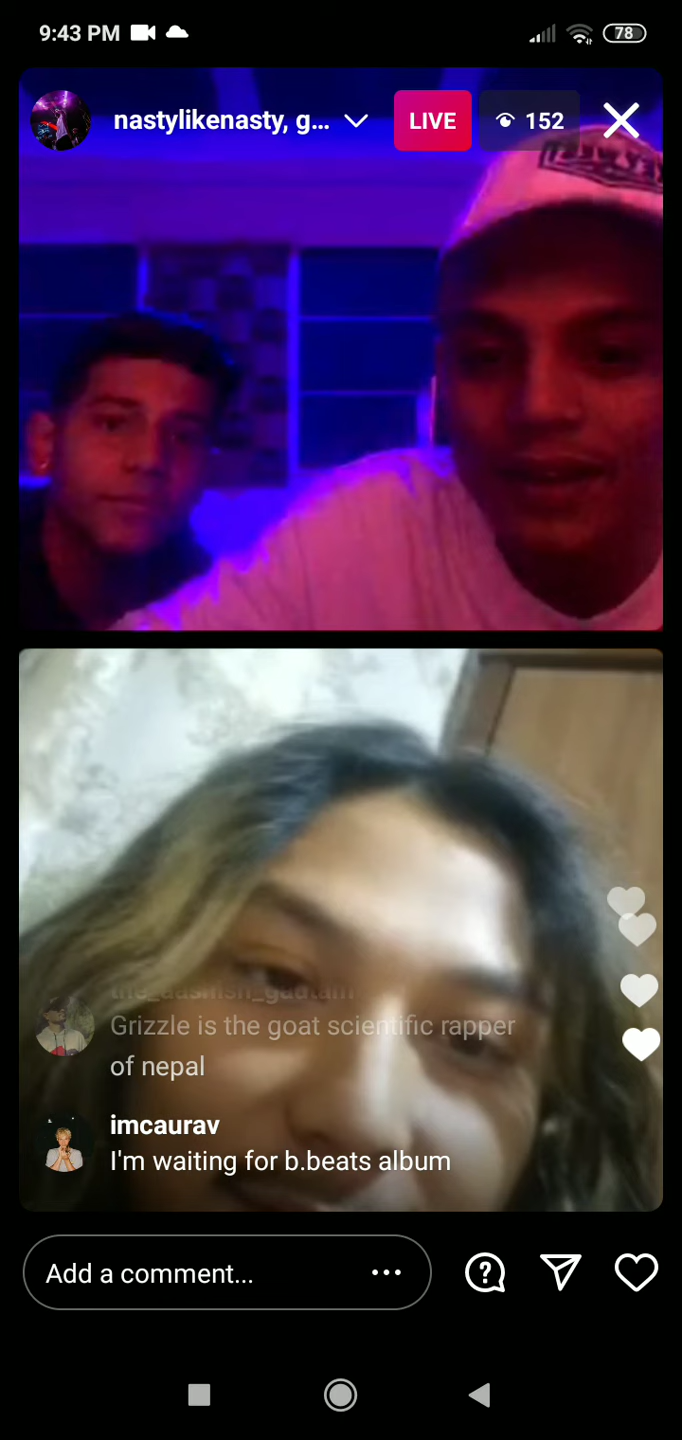 9:43 PM
78
nastylikenasty, g...
LIVE
152
the_aashish_gautam
Grizzle is the goat scientific rapper
of nepal
imcaurav
I'm waiting for b.beats album
Add a comment...